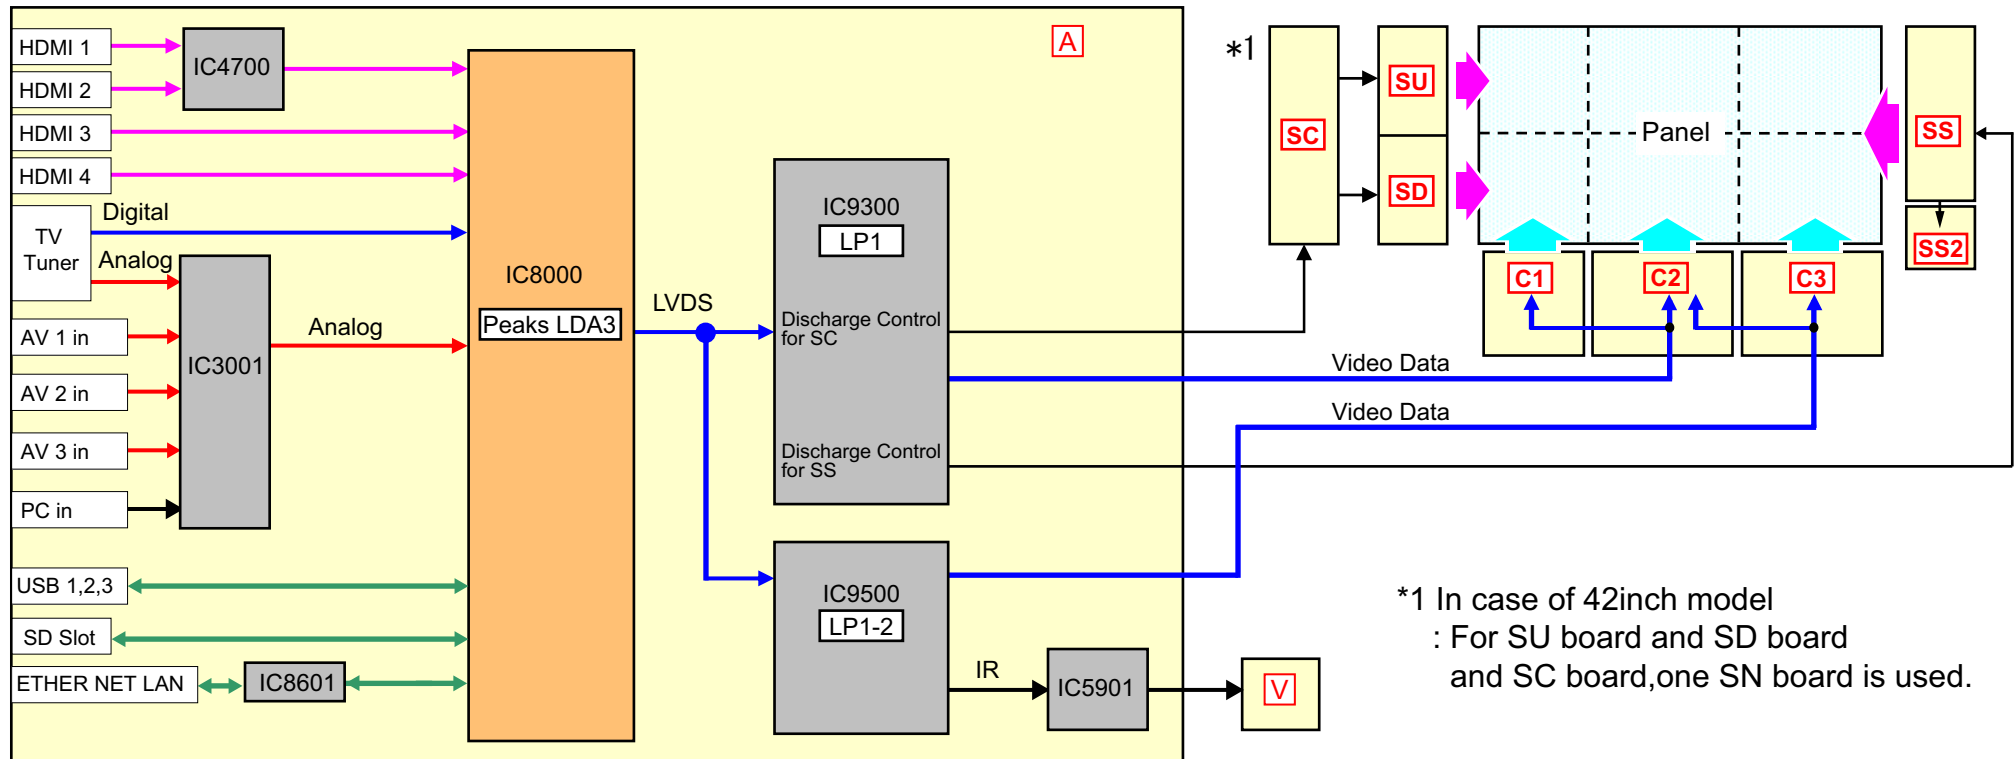 HDMI 1
HDMI 2
HDMI 3
HDMI 4
IC4700
TV
Tuner
Digital
Analog
AV 1 in
AV 2 in
AV 3 in
PC in
IC3001
Analog
USB 1,2,3
SD Slot
ETHER NET LAN
IC8601
IC8000
Peaks LDA3
LVDS
A
IC9300
LP1
Discharge Control
for SC
Discharge Control
for SS
IC9500
LP1-2
IR
IC5901
V
Video Data
Video Data
*1
SC
SU
SD
Panel
SS
SS2
C1
C2
C3
*1 In case of 42inch model
: For SU board and SD board
and SC board,one SN board is used.